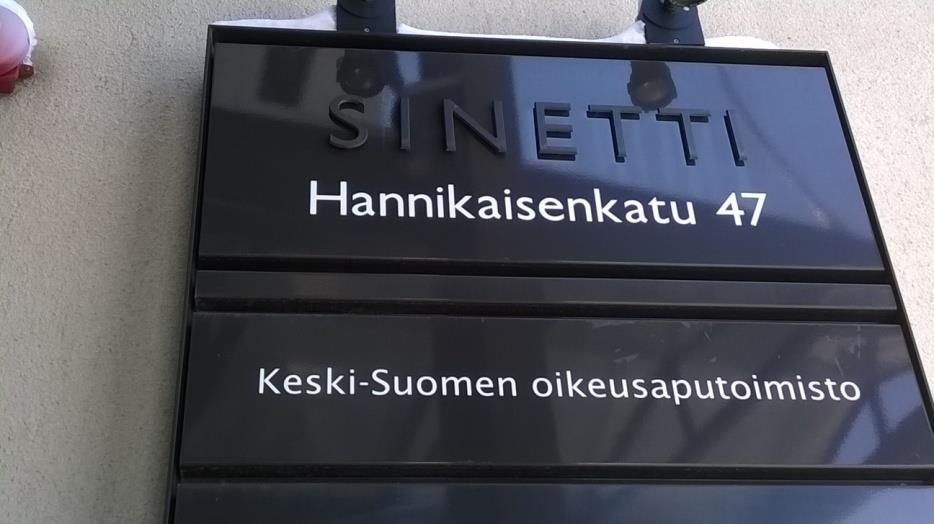 SINETTI
Hannikaisenkatu 47
Keski-Suomen oikeusaputoimisto